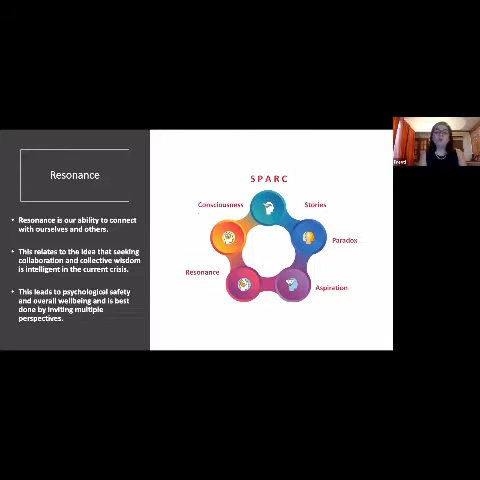 Resonance
• Resonance is our ability to connect
with ourselves and others.
• This relates to the idea that seeking
collaboration and collective wisdom
is intelligent in the current crisis.
• This leads to psychological safety
and overall wellbeing and is best
done by inviting multiple
perspectives.
S P A R C
Consciousness
Stories
Paradox
Resonance
Aspiration